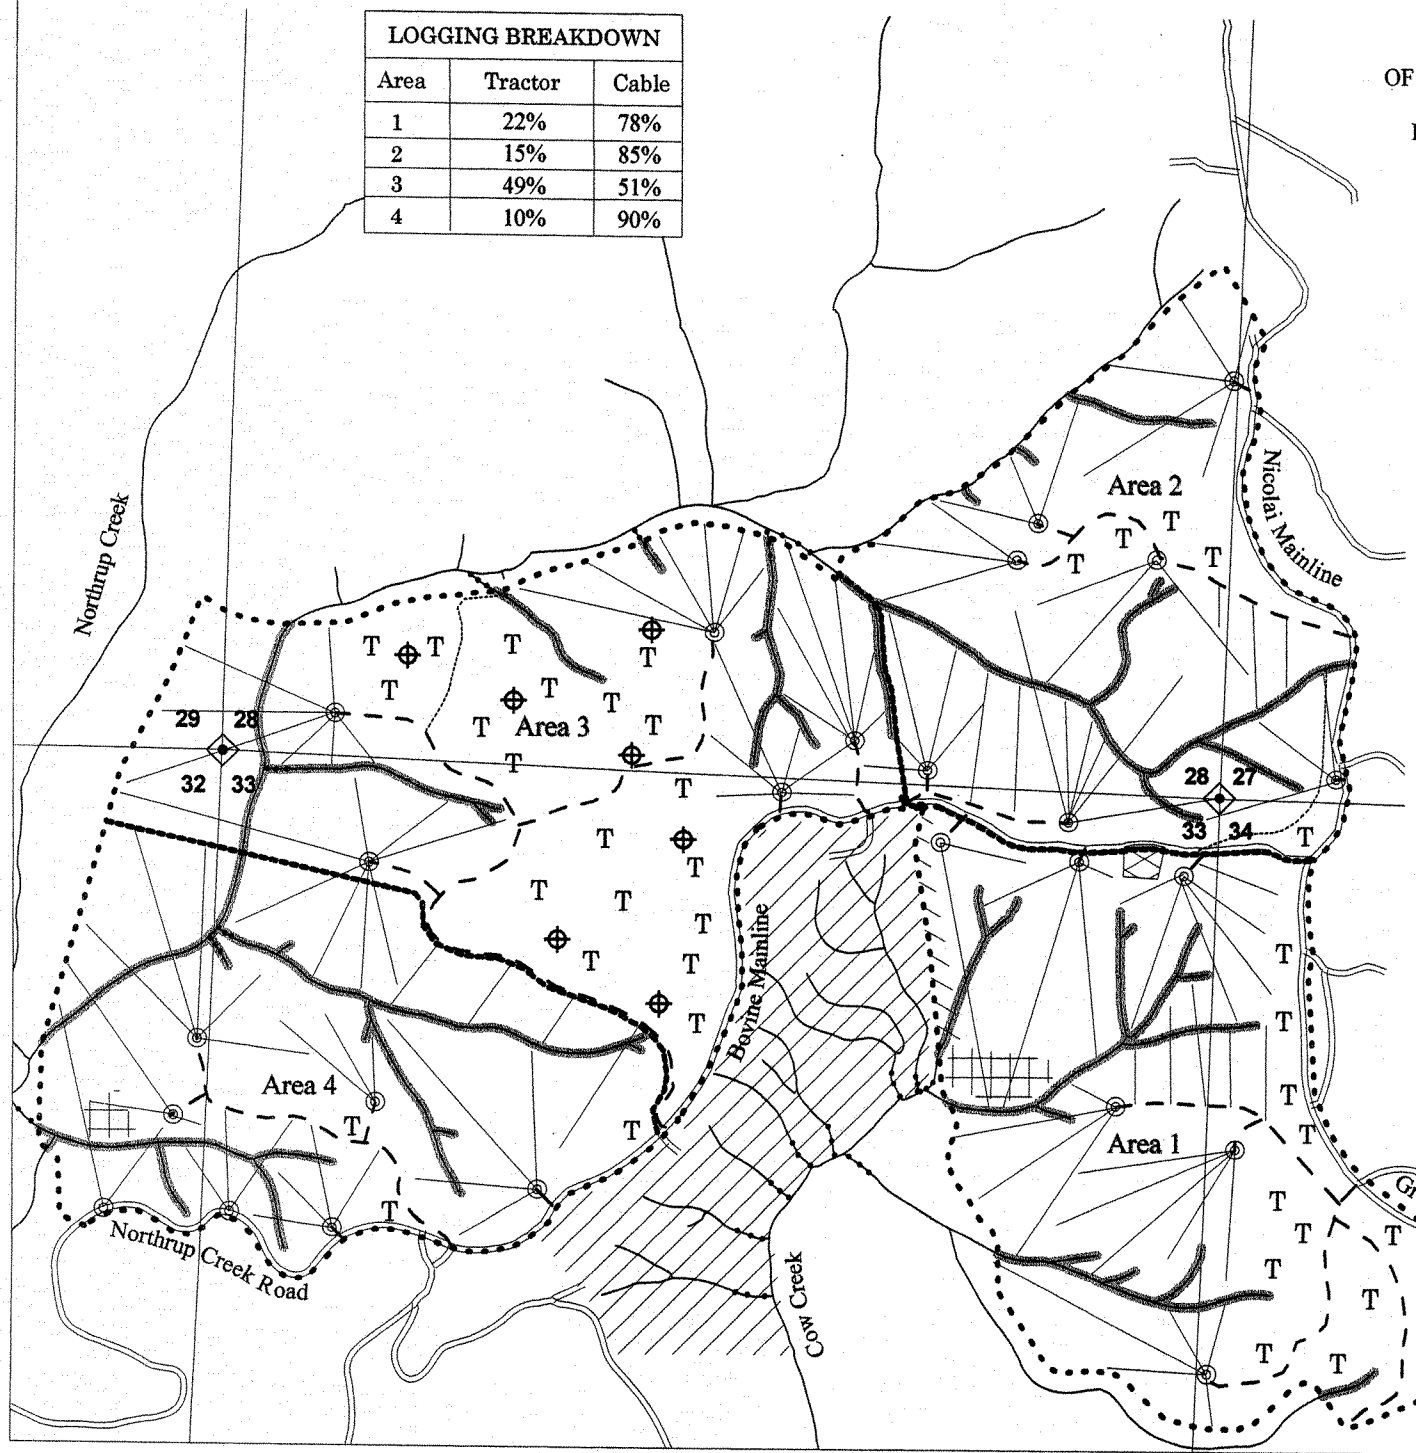 LOGGING BREAKDOWN
Area Tractor Cable
1 22% 78%
2 15% 85%
3 49% 51%
4 10% 90%
OF
Northrup Creek
Area 2
T
T
T
T
Nicolai Mainline
T
T
T
T
T
T
T
T
T
T
Area 3
T
T
29 28
32 33
T
28 27
33 34
T
T
T
T
T
T
T
T
T
T
Bovine Mainline
T
T
Area 4
T
T
T
T
T
Area 1
T
T
T
T
T
T
T
T
Northrup Creek Road
Cow Creek